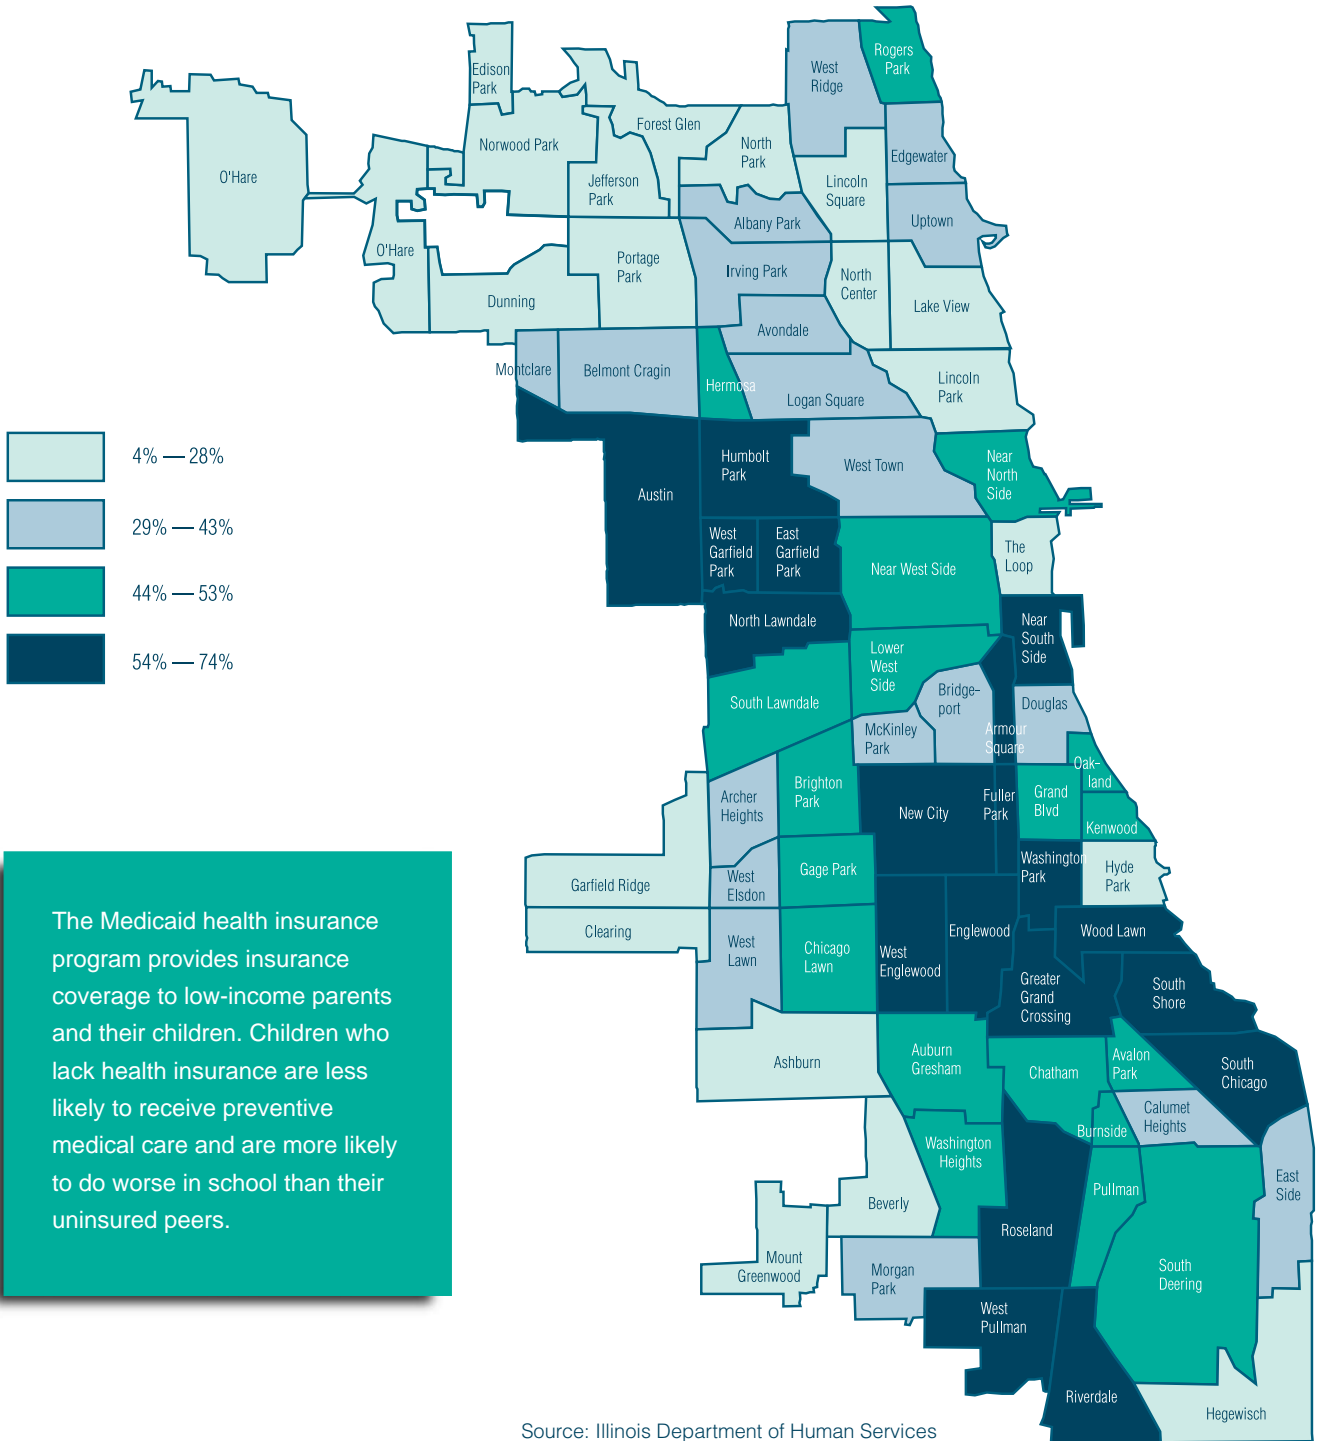 Rogers
Park
West
Ridge
Edison
Park
Forest Glen
Norwood Park
North
Park
Edgewater
O'Hare
Jefferson
Park
Lincoln
Square
Albany Park
Uptown
O'Hare
Portage
Park
Irving Park
North
Center
Dunning
Lake View
Avondale
Montclare
Belmont Cragin
Hermosa
Logan Square
Lincoln
Park
4% — 28%
29% — 43%
44% — 53%
54% — 74%
Humbolt
Park
West Town
Near
North
Side
Austin
West
Garfield
Park
East
Garfield
Park
Near West Side
The
Loop
North Lawndale
Near
South
Side
Lower
West
Side
South Lawndale
Bridge–
port
Douglas
McKinley
Park
Armour
Square
Oak–
land
Archer
Heights
Brighton
Park
New City
Fuller
Park
Grand
Blvd
Kenwood
Garfield Ridge
West
Elsdon
Gage Park
Washington
Park
Hyde
Park
Clearing
West
Lawn
Chicago
Lawn
West
Englewood
Englewood
Wood Lawn
Greater
Grand
Crossing
South
Shore
Ashburn
Auburn
Gresham
Chatham
Avalon
Park
South
Chicago
Calumet
Heights
Burnside
Washington
Heights
Pullman
East
Side
Beverly
Roseland
Mount
Greenwood
Morgan
Park
South
Deering
West
Pullman
Riverdale
Hegewisch
The Medicaid health insurance
program provides insurance
coverage to low-income parents
and their children. Children who
lack health insurance are less
likely to receive preventive
medical care and are more likely
to do worse in school than their
uninsured peers.
Source: Illinois Department of Human Services